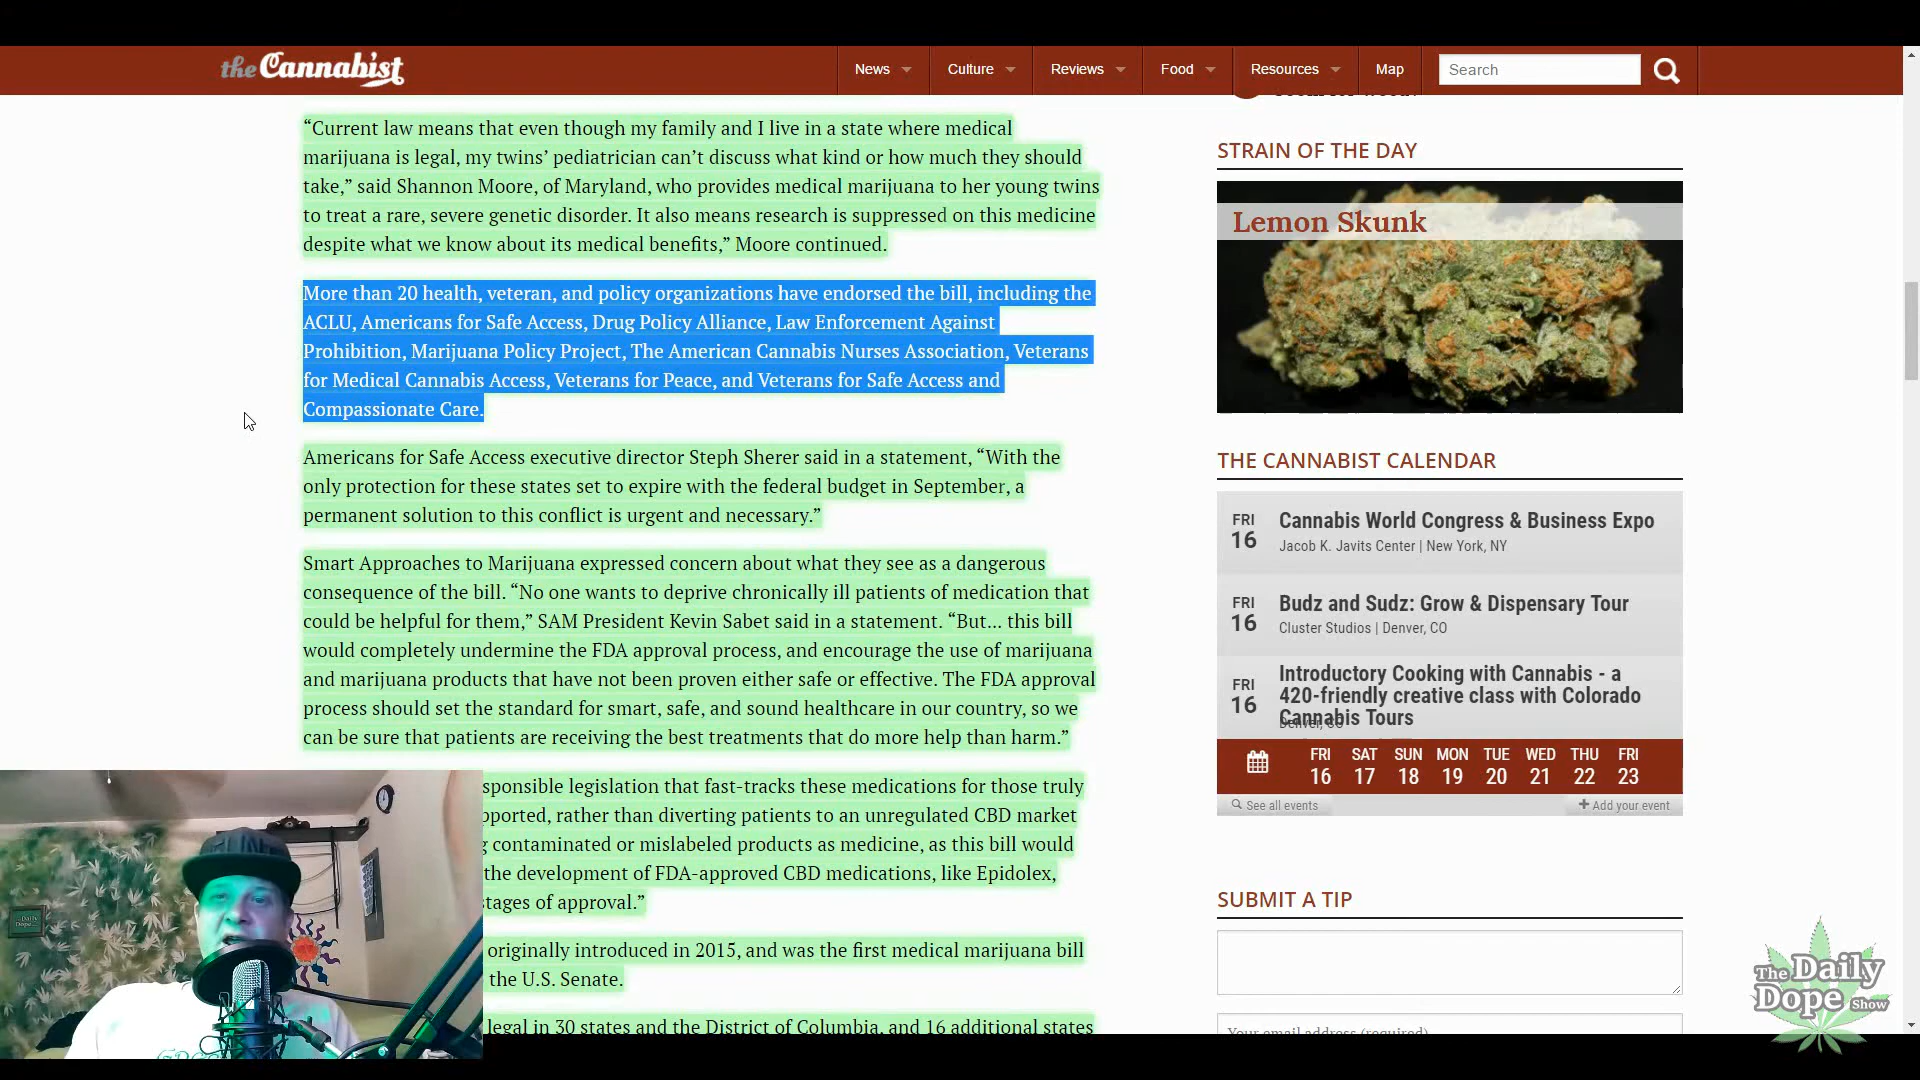 the Cannabist
News
Culture
Reviews
Food
Resources
Map
Search
“Current law means that even though my family and I live in a state where medical
marijuana is legal, my twins’ pediatrician can’t discuss what kind or how much they should
take,” said Shannon Moore, of Maryland, who provides medical marijuana to her young twins
to treat a rare, severe genetic disorder. It also means research is suppressed on this medicine
despite what we know about its medical benefits,” Moore continued.
More than 20 health, veteran, and policy organizations have endorsed the bill, including the
ACLU, Americans for Safe Access, Drug Policy Alliance, Law Enforcement Against
Prohibition, Marijuana Policy Project, The American Cannabis Nurses Association, Veterans
for Medical Cannabis Access, Veterans for Peace, and Veterans for Safe Access and
Compassionate Care.
Americans for Safe Access executive director Steph Sherer said in a statement, “With the
only protection for these states set to expire with the federal budget in September, a
permanent solution to this conflict is urgent and necessary.”
Smart Approaches to Marijuana expressed concern about what they see as a dangerous
consequence of the bill. “No one wants to deprive chronically ill patients of medication that
could be helpful for them,” SAM President Kevin Sabet said in a statement. “But... this bill
would completely undermine the FDA approval process, and encourage the use of marijuana
and marijuana products that have not been proven either safe or effective. The FDA approval
process should set the standard for smart, safe, and sound healthcare in our country, so we
can be sure that patients are receiving the best treatments that do more help than harm.”
sponsible legislation that fast-tracks these medications for those truly
pported, rather than diverting patients to an unregulated CBD market
contaminated or mislabeled products as medicine, as this bill would
the development of FDA-approved CBD medications, like Epidolex,
stages of approval.”
originally introduced in 2015, and was the first medical marijuana bill
the U.S. Senate.
legal in 30 states and the District of Columbia, and 16 additional states
STRAIN OF THE DAY
Lemon Skunk
THE CANNABIST CALENDAR
FRI
16
Cannabis World Congress & Business Expo
Jacob K. Javits Center | New York, NY
FRI
16
Budz and Sudz: Grow & Dispensary Tour
Cluster Studios | Denver, CO
FRI
16
Introductory Cooking with Cannabis - a
420-friendly creative class with Colorado
Cannabis Tours
Denver, CO
FRI SAT SUN MON TUE WED THU FRI
16 17 18 19 20 21 22 23
See all events
Add your event
SUBMIT A TIP
Your email address (required)
The Daily
Dope Show